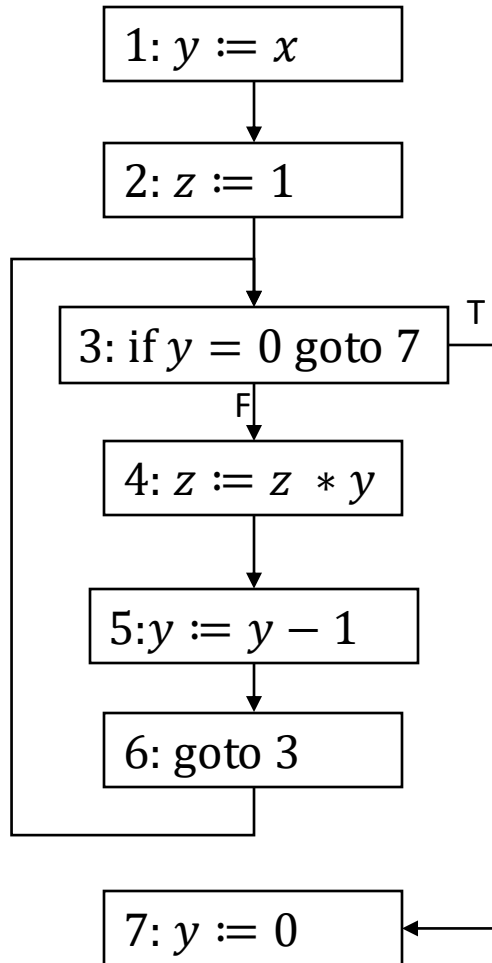 1: y := x
2: z := 1
3: if y = 0 goto 7
T
F
4: z := z * y
5:y := y − 1
6: goto 3
7: y := 0